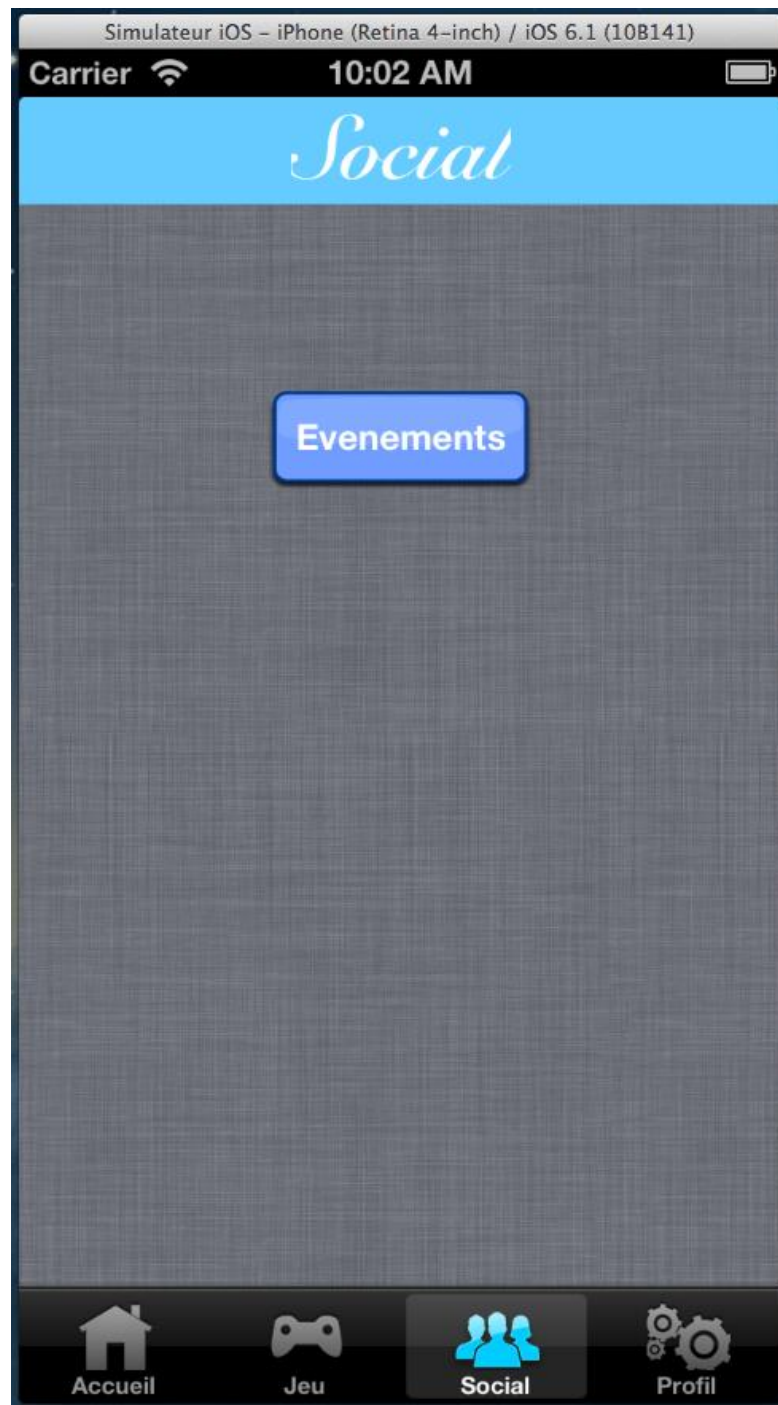 Simulateur iOS – iPhone (Retina 4-inch) / iOS 6.1 (10B141)
Carrier 10:02 AM
Social
Evenements
Accueil Jeu Social Profil